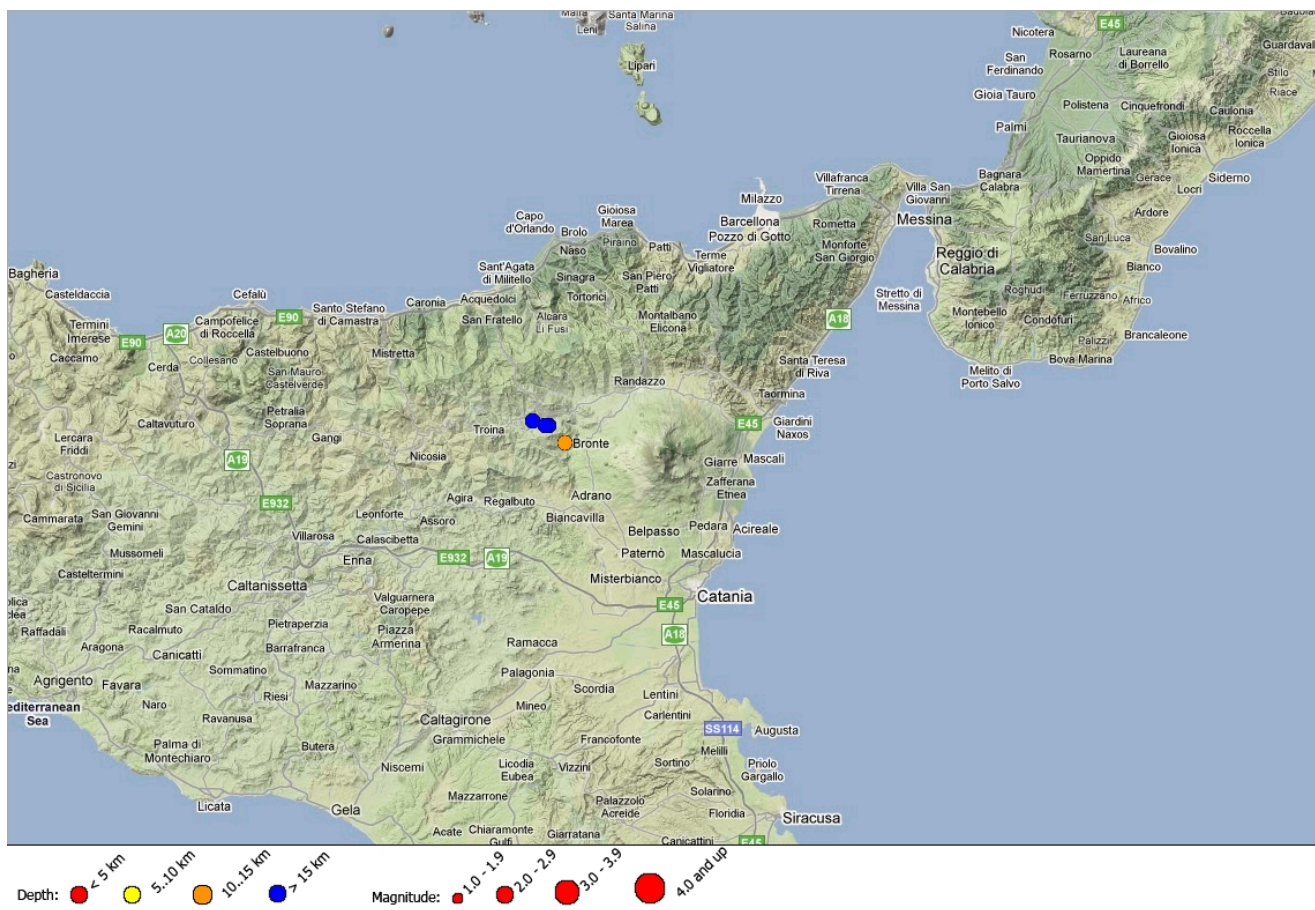 Malfa
Leni
Santa Marina
Salina
Lipari
E45
Nicotera
Rosarno
Laureana
di Borrello
San
Ferdinando
Gioia Tauro
Polistena
Cinquefrondi
Guardaval
Stilo
Riace
Palmi
Taurianova
Caulonia
Gioiosa
Ionica
Roccella
Ionica
Oppido
Mamertina
Gerace
Siderno
Locri
Bagnara
Calabra
Villafranca
Tirrena
Villa San
Giovanni
Milazzo
Messina
Barcellona
Pozzo di Gotto
Rometta
Monforte
San Giorgio
Ardore
San Luca
Bovalino
Bianco
Reggio di
Calabria
Capo
d'Orlando
Gioiosa
Marea
Brolo
Naso
Piraino
Patti
Terme
Vigliatore
Sant'Agata
di Militello
Sinagra
San Piero
Patti
Tortorici
Stretto di
Messina
Roghudi
Ferruzzano
Africo
Montebello
Ionico
Condofuri
Brancaleone
Palizzi
Bova Marina
Melito di
Porto Salvo
Bagheria
Casteldaccia
Cefalù
Santo Stefano
di Camastra
Caronia
Acquedolci
San Fratello
Alcara
Li Fusi
Montalbano
Elicona
A18
E90
A20
E90
Termini
Imerese
Campofelice
di Roccella
Caccamo
Collesano
Castelbuono
Cerda
Mistretta
San Mauro
Castelverde
Santa Teresa
di Riva
Randazzo
Taormina
Petralia
Soprana
Caltavuturo
Gangi
Troina
Nicosia
Bronte
E45
Giardini
Naxos
Giarre
Mascali
Zafferana
Etnea
Lercara
Friddi
A19
Castronovo
di Sicilia
E932
Agira
Regalbuto
Adrano
Biancavilla
Leonforte
Assoro
Cammarata
San Giovanni
Gemini
Villarosa
Calascibetta
Belpasso
Pedara
Acireale
Mussomeli
Enna
E932
A19
Paternò
Mascalucia
Misterbianco
Casteltermini
Caltanissetta
Catania
E45
A18
Valguarnera
Caropepe
San Cataldo
Raffadali
Racalmuto
Pietraperzia
Piazza
Armerina
Aragona
Canicatti
Barrafranca
Ramacca
Palagonia
Agrigento
Favara
Sommatino
Mazzarino
Scordia
Lentini
Naro
Riesi
Mineo
Carlentini
editerranean
Sea
Ravanusa
Caltagirone
Grammichele
SS114
Augusta
Francofonte
Melilli
Palma di
Montechiaro
Butera
Niscemi
Licodia
Eubea
Vizzini
Sortino
Priolo
Gargallo
Licata
Gela
Mazzarrone
Palazzolo
Acreide
Solarino
Floridia
Siracusa
Acate
Chiaramonte
Gulfi
Giarratana
Canicattini
E45
Depth: < 5 km 5..10 km 10..15 km > 15 km Magnitude: 1.0 - 1.9 2.0 - 2.9 3.0 - 3.9 4.0 and up